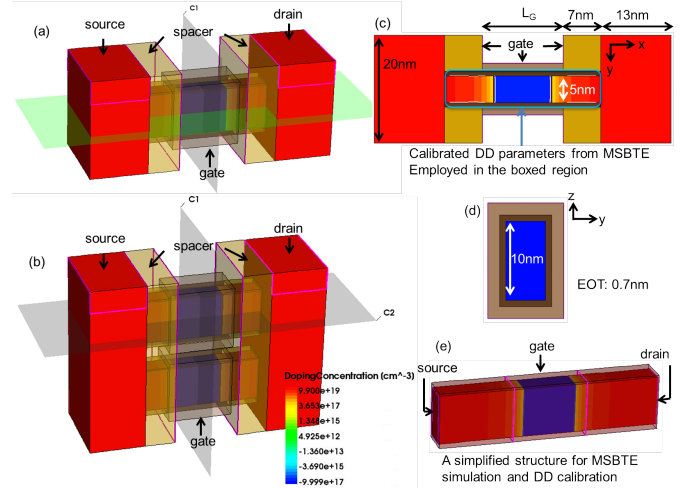 (a)
source
spacer
drain
C1
gate
(b)
source
spacer
drain
C1
C2
gate
DopingConcentration (cm^-3)
9.900e+19
3.653e+17
1.348e+15
4.925e+12
-1.360e+13
-3.690e+15
-9.999e+17
(c)
L_G
7nm
13nm
gate
x
y
20nm
5nm
Calibrated DD parameters from MSBTE
Employed in the boxed region
(d)
z
y
10nm
EOT: 0.7nm
(e)
gate
source
drain
A simplified structure for MSBTE
simulation and DD calibration